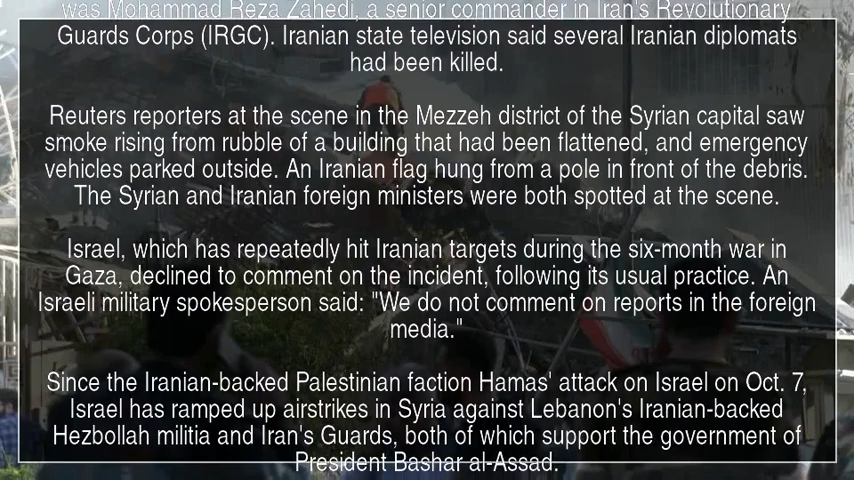 was Mohammad Reza Zahedi, a senior commander in Iran's Revolutionary
Guards Corps (IRGC). Iranian state television said several Iranian diplomats
had been killed.
Reuters reporters at the scene in the Mezzeh district of the Syrian capital saw
smoke rising from rubble of a building that had been flattened, and emergency
vehicles parked outside. An Iranian flag hung from a pole in front of the debris.
The Syrian and Iranian foreign ministers were both spotted at the scene.
Israel, which has repeatedly hit Iranian targets during the six-month war in
Gaza, declined to comment on the incident, following its usual practice. An
Israeli military spokesperson said: "We do not comment on reports in the foreign
media."
Since the Iranian-backed Palestinian faction Hamas' attack on Israel on Oct. 7,
Israel has ramped up airstrikes in Syria against Lebanon's Iranian-backed
Hezbollah militia and Iran's Guards, both of which support the government of
President Bashar al-Assad.